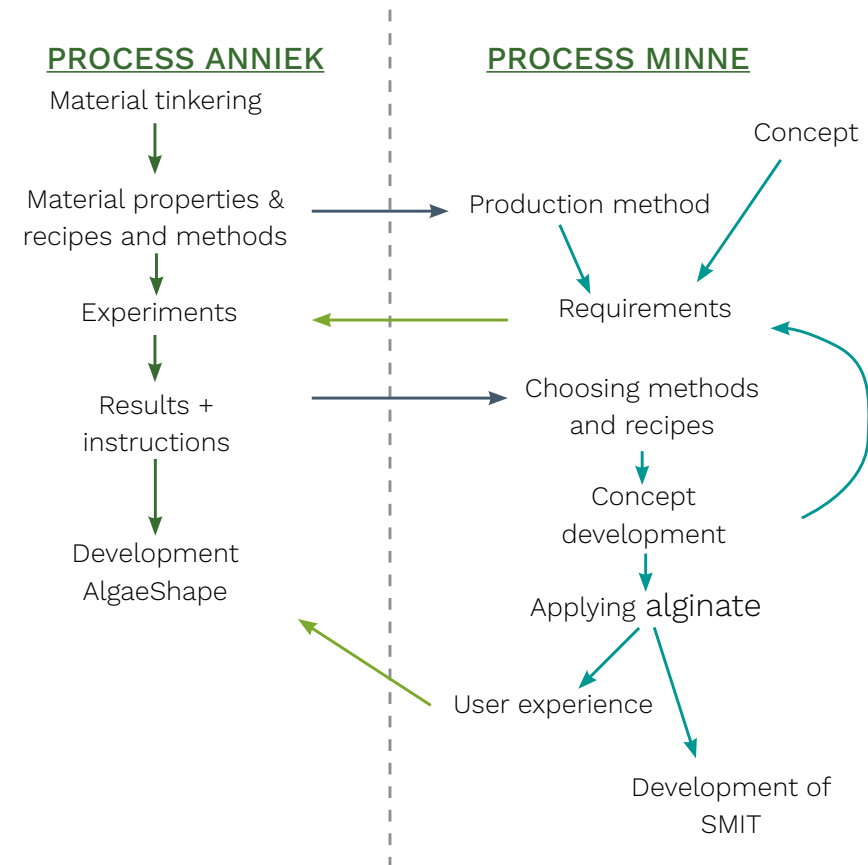 PROCESS ANNIEK
Material tinkering
Material properties &
recipes and methods
Experiments
Results +
instructions
Development
AlgaeShape
PROCESS MINNE
Concept
Production method
Requirements
Choosing methods
and recipes
Concept
development
Applying alginate
User experience
Development of
SMIT